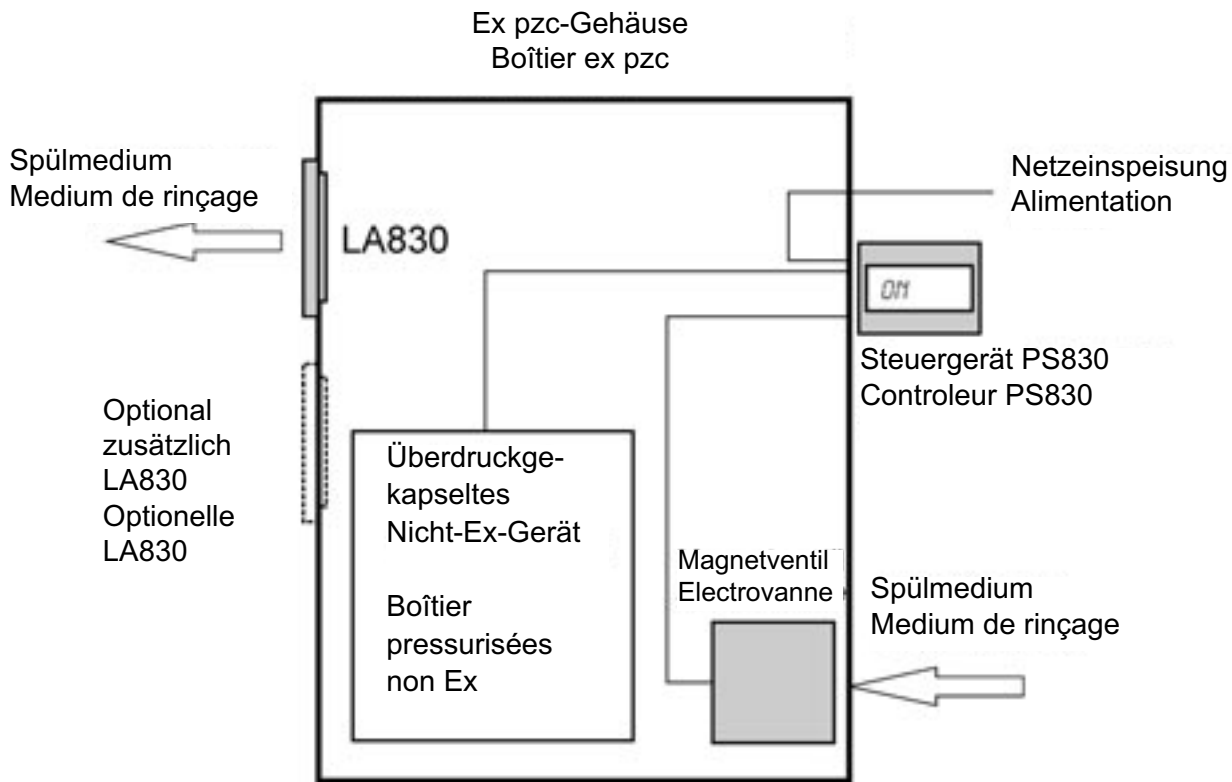 Ex pzc-Gehäuse
Boîtier ex pzc
Spülmedium
Medium de rinçage
LA830
Netzeinspeisung
Alimentation
ON
Steuergerät PS830
Controleur PS830
Optional
zusätzlich
LA830
Optionelle
LA830
Überdruckge-
kapseltes
Nicht-Ex-Gerät
Boîtier
pressurisées
non Ex
Magnetventil
Electrovanne
Spülmedium
Medium de rinçage